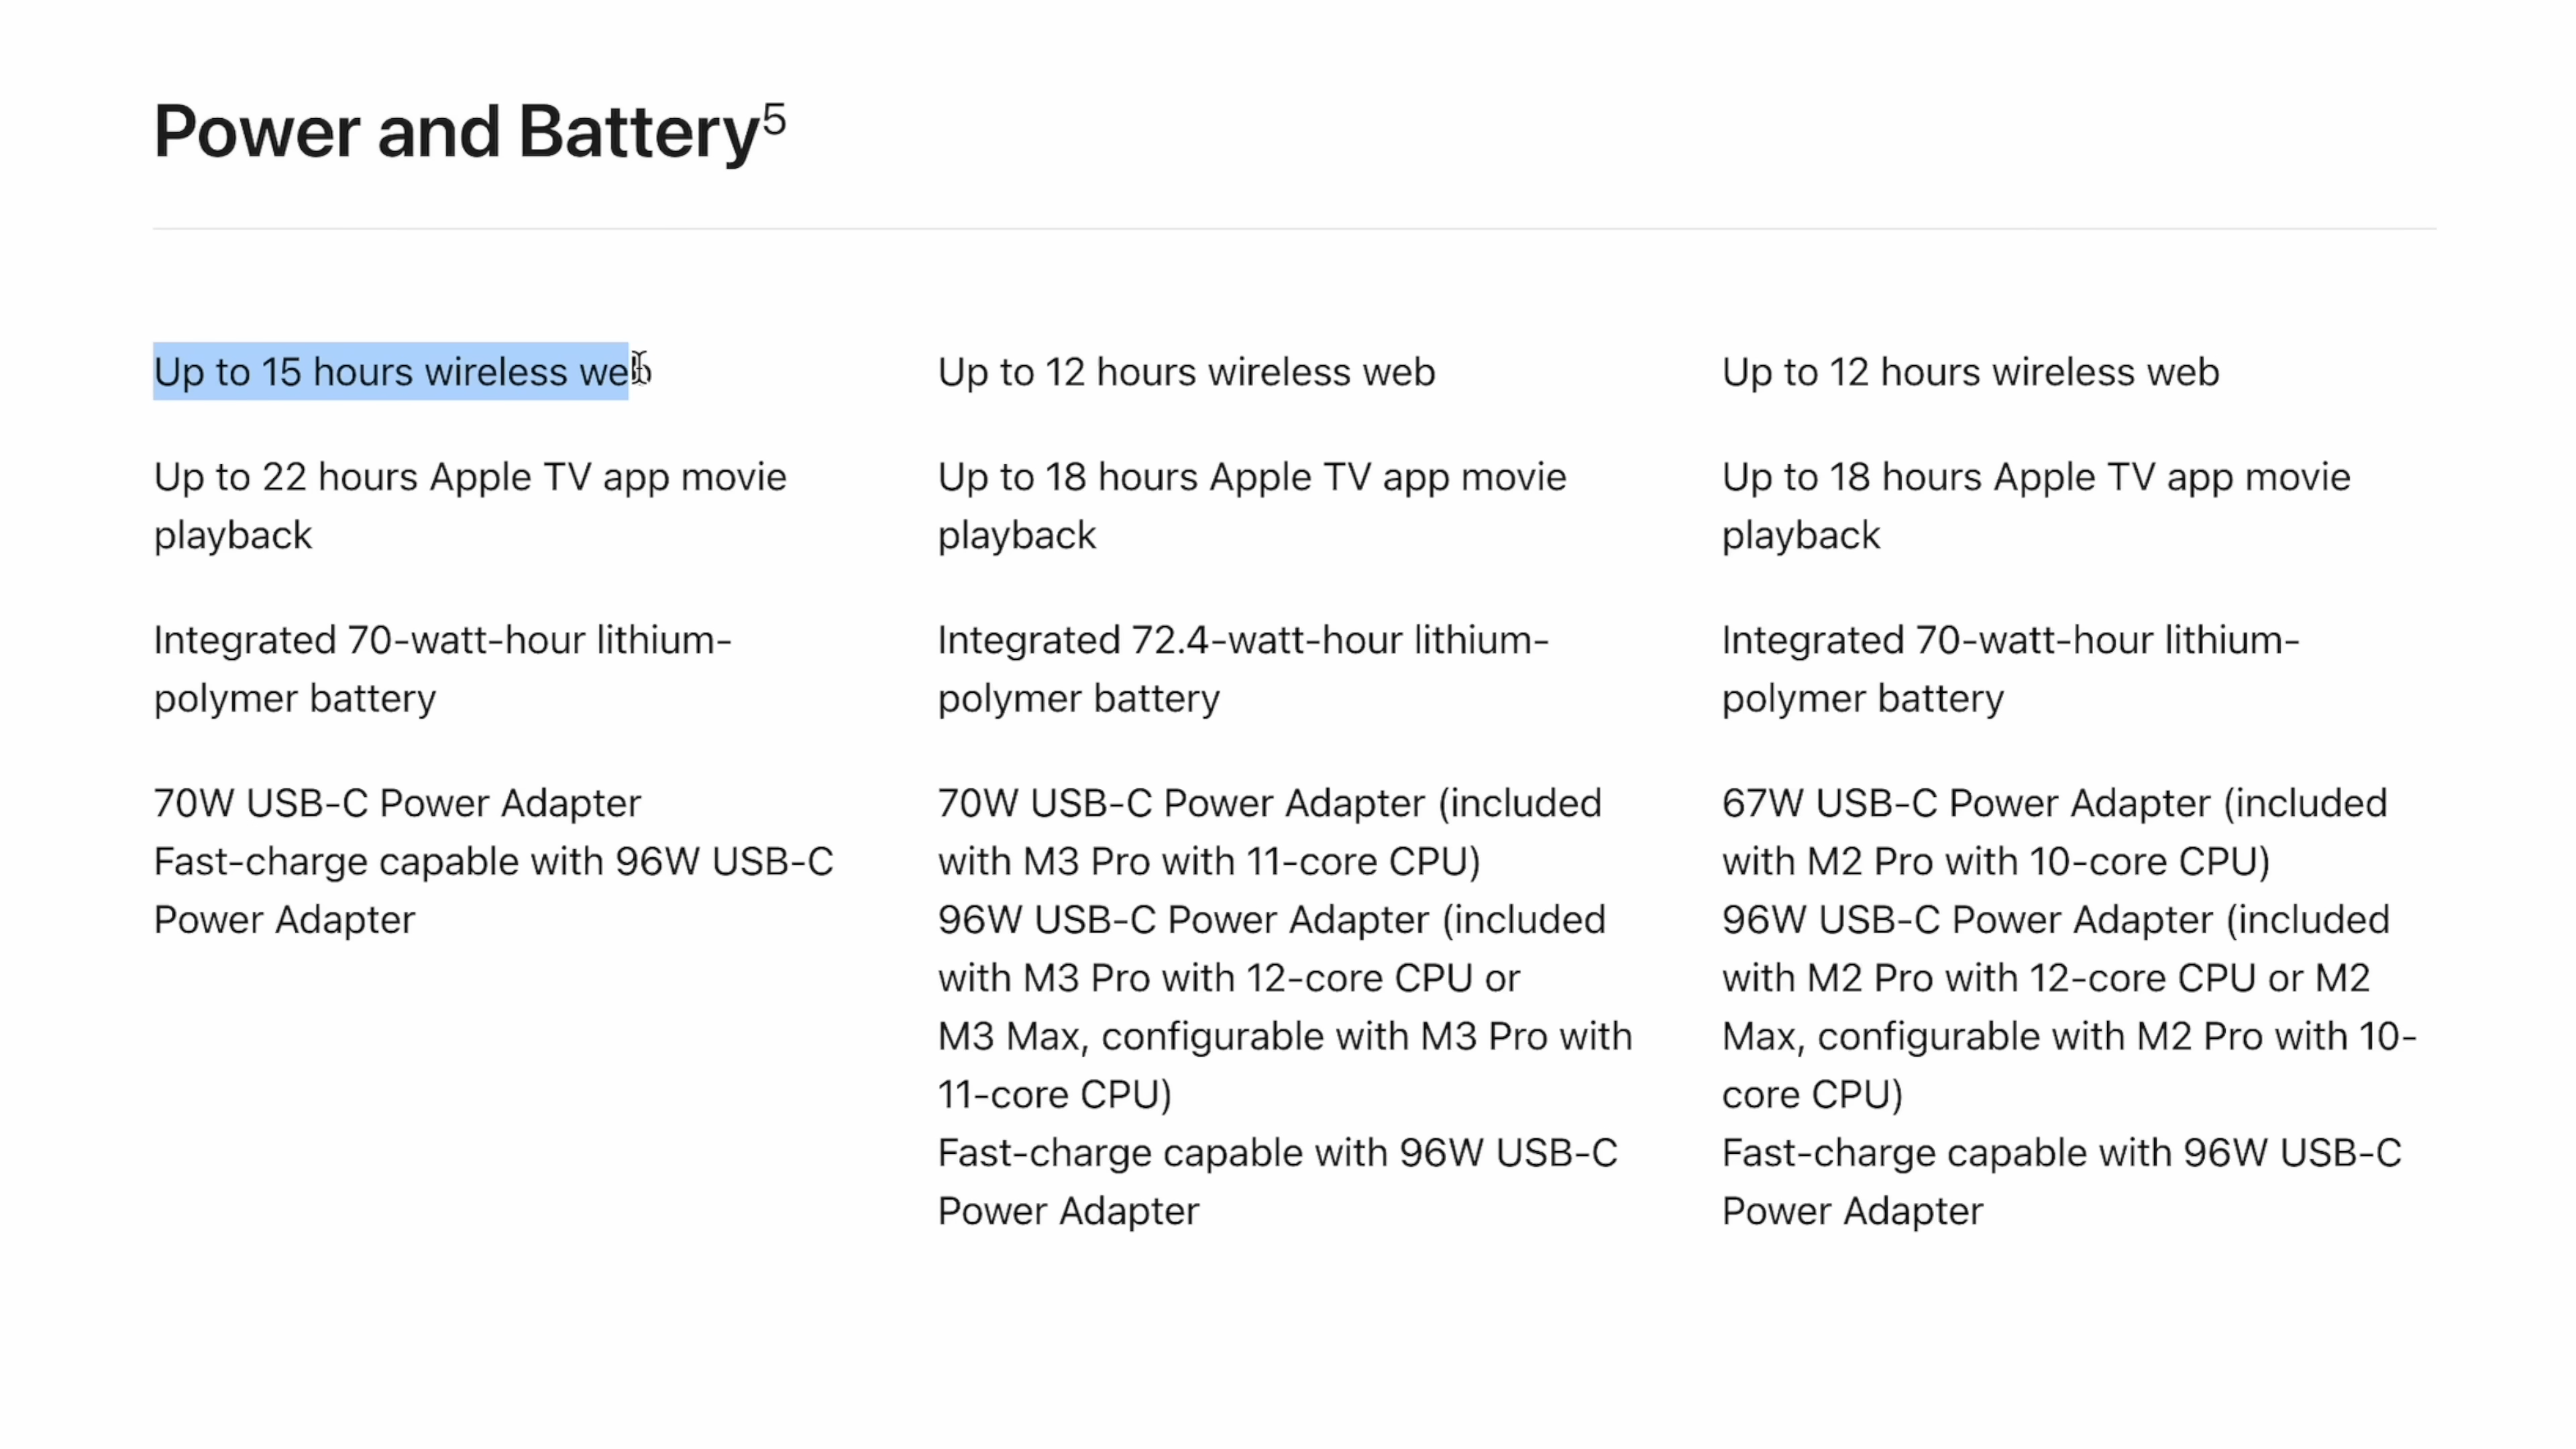 Power and Battery5
Up to 15 hours wireless web
Up to 22 hours Apple TV app movie
playback
Integrated 70-watt-hour lithium-
polymer battery
70W USB-C Power Adapter
Fast-charge capable with 96W USB-C
Power Adapter
Up to 12 hours wireless web
Up to 18 hours Apple TV app movie
playback
Integrated 72.4-watt-hour lithium-
polymer battery
70W USB-C Power Adapter (included
with M3 Pro with 11-core CPU)
96W USB-C Power Adapter (included
with M3 Pro with 12-core CPU or
M3 Max, configurable with M3 Pro with
11-core CPU)
Fast-charge capable with 96W USB-C
Power Adapter
Up to 12 hours wireless web
Up to 18 hours Apple TV app movie
playback
Integrated 70-watt-hour lithium-
polymer battery
67W USB-C Power Adapter (included
with M2 Pro with 10-core CPU)
96W USB-C Power Adapter (included
with M2 Pro with 12-core CPU or M2
Max, configurable with M2 Pro with 10-
core CPU)
Fast-charge capable with 96W USB-C
Power Adapter